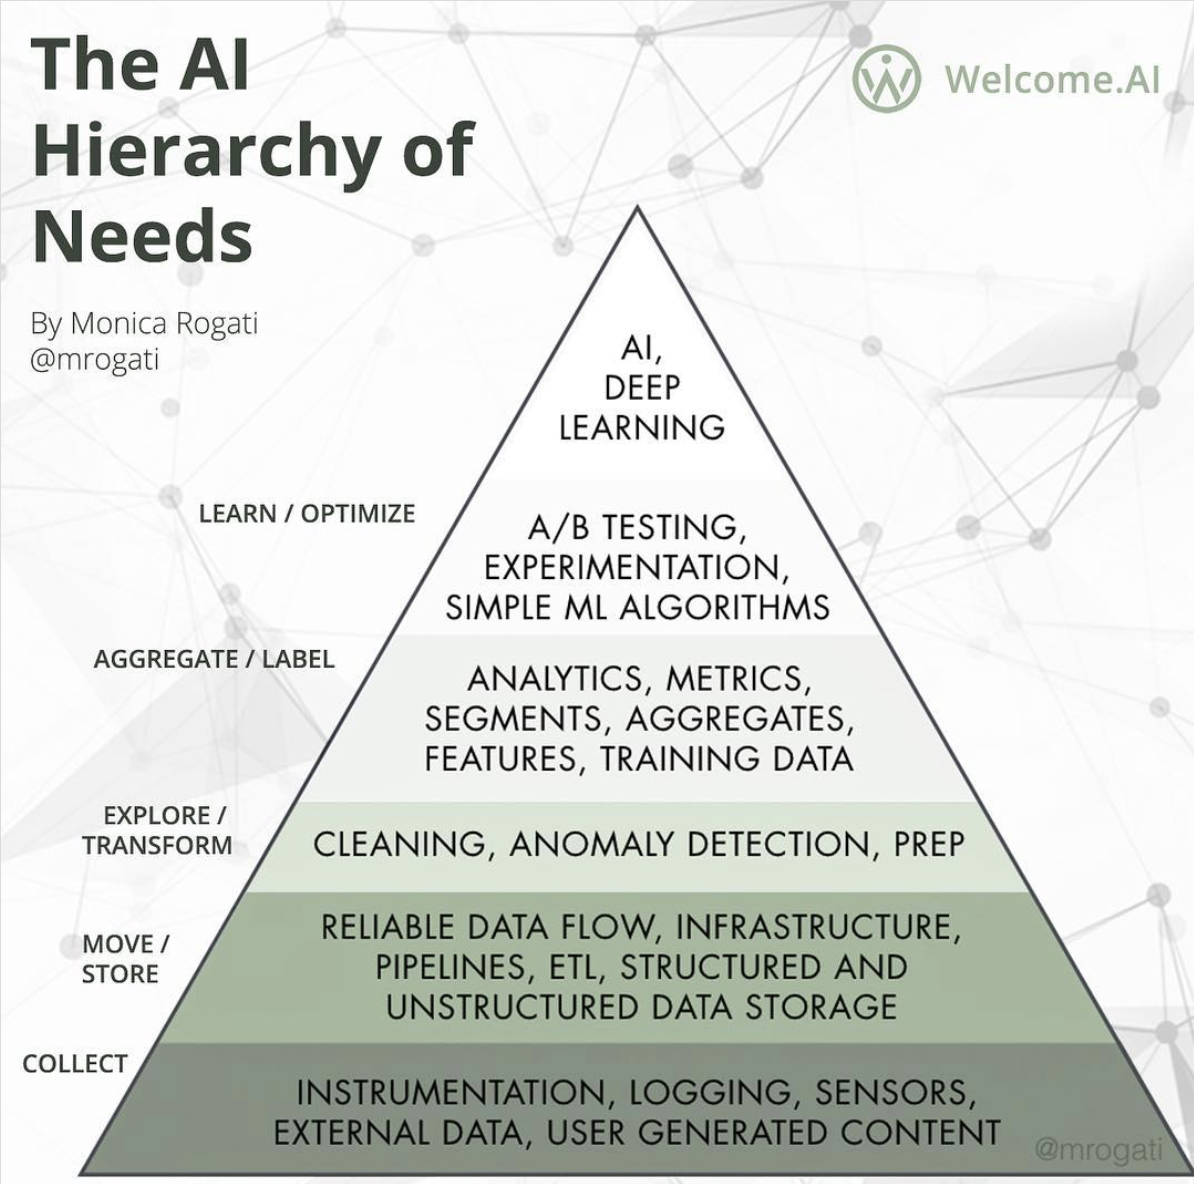 The AI
Hierarchy of
Needs
By Monica Rogati
@mrogati
Welcome.AI
AI,
DEEP
LEARNING
LEARN / OPTIMIZE
A/B TESTING,
EXPERIMENTATION,
SIMPLE ML ALGORITHMS
AGGREGATE / LABEL
ANALYTICS, METRICS,
SEGMENTS, AGGREGATES,
FEATURES, TRAINING DATA
EXPLORE /
TRANSFORM
CLEANING, ANOMALY DETECTION, PREP
MOVE /
STORE
RELIABLE DATA FLOW, INFRASTRUCTURE,
PIPELINES, ETL, STRUCTURED AND
UNSTRUCTURED DATA STORAGE
COLLECT
INSTRUMENTATION, LOGGING, SENSORS,
EXTERNAL DATA, USER GENERATED CONTENT
@mrogati